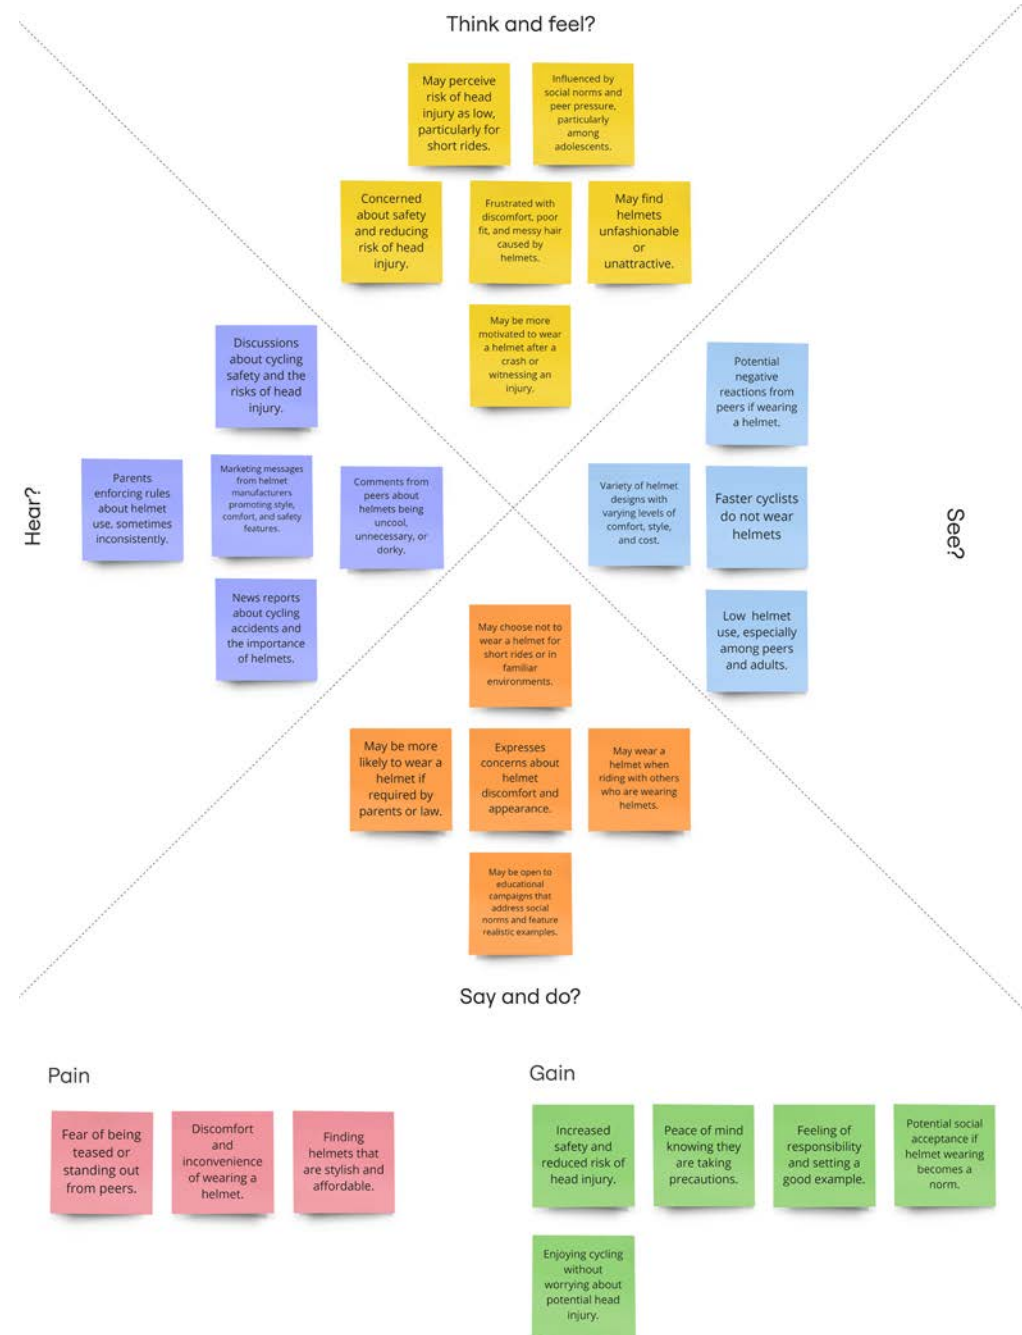 Think and feel?
May perceive
risk of head
injury as low,
particularly for
short rides.
Influenced by
social norms and
peer pressure,
particularly
among
adolescents.
Concerned
about safety
and reducing
risk of head
injury.
Frustrated with
discomfort, poor
fit, and messy hair
caused by
helmets.
May find
helmets
unfashionable
or
unattractive.
May be more
motivated to wear
a helmet after a
crash or
witnessing an
injury.
Hear?
Discussions
about cycling
safety and the
risks of head
injury.
Parents
enforcing rules
about helmet
use, sometimes
inconsistently.
Marketing messages
from helmet
manufacturers
promoting style,
comfort, and safety
features.
Comments from
peers about
helmets being
uncool,
unnecessary, or
dorky.
News reports
about cycling
accidents and
the importance
of helmets.
See?
Potential
negative
reactions from
peers if wearing
a helmet.
Variety of helmet
designs with
varying levels of
comfort, style,
and cost.
Faster cyclists
do not wear
helmets
Low helmet
use, especially
among peers
and adults.
May choose not to
wear a helmet for
short rides or in
familiar
environments.
May be more
likely to wear a
helmet if
required by
parents or law.
Expresses
concerns about
helmet
discomfort and
appearance.
May wear a
helmet when
riding with others
who are wearing
helmets.
May be open to
educational
campaigns that
address social
norms and feature
realistic examples.
Say and do?
Pain
Fear of being
teased or
standing out
from peers.
Discomfort
and
inconvenience
of wearing a
helmet.
Finding
helmets that
are stylish and
affordable.
Gain
Increased
safety and
reduced risk of
head injury.
Peace of mind
knowing they
are taking
precautions.
Feeling of
responsibility
and setting a
good example.
Potential social
acceptance if
helmet wearing
becomes a
norm.
Enjoying cycling
without
worrying about
potential head
injury.